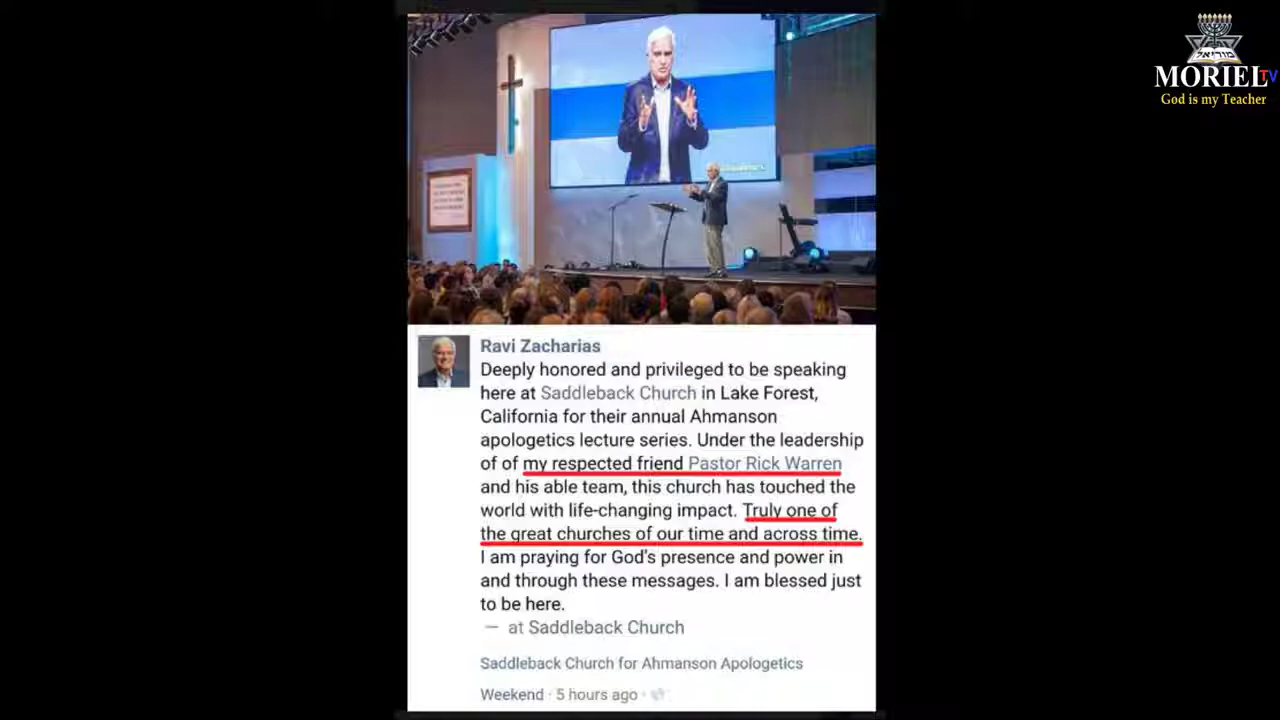 מוריאל
MORIEL TV
God is my Teacher
Ravi Zacharias
Deeply honored and privileged to be speaking
here at Saddleback Church in Lake Forest,
California for their annual Ahmanson
apologetics lecture series. Under the leadership
of of my respected friend Pastor Rick Warren
and his able team, this church has touched the
world with life-changing impact. Truly one of
the great churches of our time and across time.
I am praying for God's presence and power in
and through these messages. I am blessed just
to be here.
— at Saddleback Church
Saddleback Church for Ahmanson Apologetics
Weekend · 5 hours ago ·